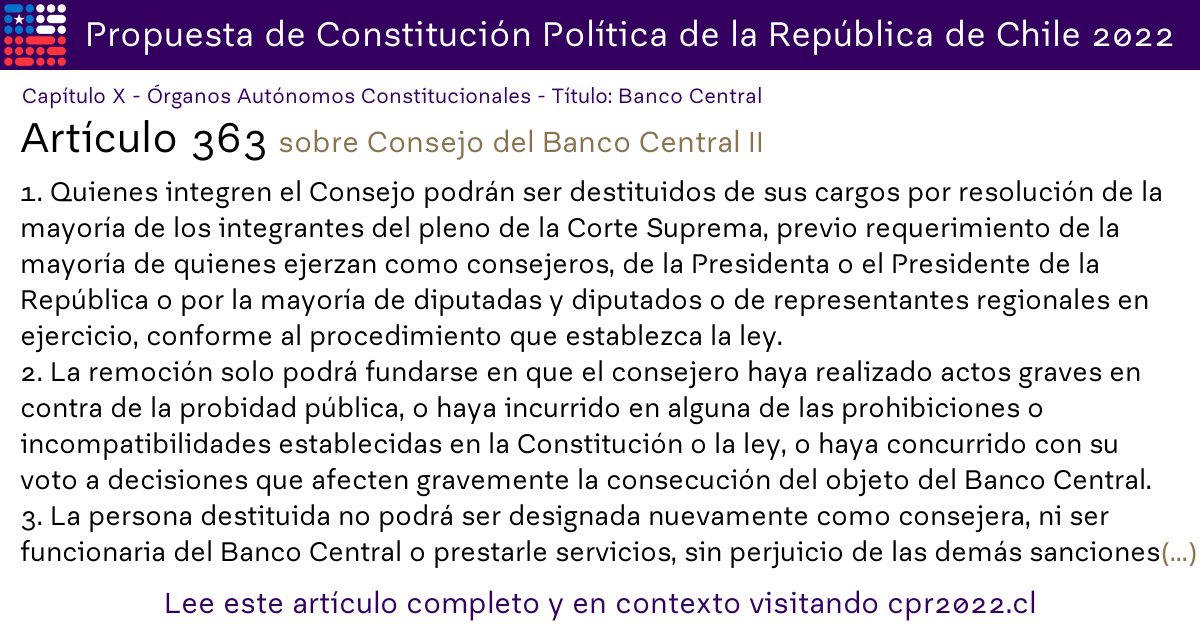 Propuesta de Constitución Política de la República de Chile 2022
Capítulo X - Órganos Autónomos Constitucionales - Título: Banco Central
Artículo 363 sobre Consejo del Banco Central II
1. Quienes integren el Consejo podrán ser destituidos de sus cargos por resolución de la
mayoría de los integrantes del pleno de la Corte Suprema, previo requerimiento de la
mayoría de quienes ejerzan como consejeros, de la Presidenta o el Presidente de la
República o por la mayoría de diputadas y diputados o de representantes regionales en
ejercicio, conforme al procedimiento que establezca la ley.
2. La remoción solo podrá fundarse en que el consejero haya realizado actos graves en
contra de la probidad pública, o haya incurrido en alguna de las prohibiciones o
incompatibilidades establecidas en la Constitución o la ley, o haya concurrido con su
voto a decisiones que afecten gravemente la consecución del objeto del Banco Central.
3. La persona destituida no podrá ser designada nuevamente como consejera, ni ser
funcionaria del Banco Central o prestarle servicios, sin perjuicio de las demás sanciones(...)
Lee este artículo completo y en contexto visitando cpr2022.cl